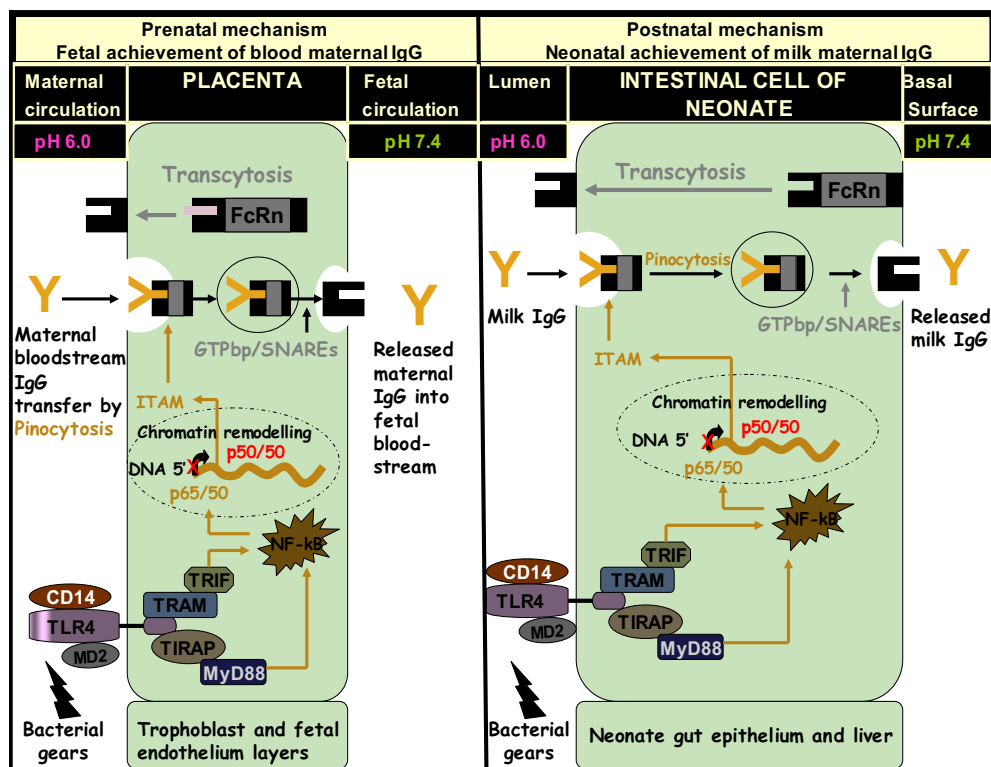 Prenatal mechanism
Fetal achievement of blood maternal IgG
Maternal
circulation
PLACENTA
Fetal
circulation
pH 6.0
pH 7.4
Transcytosis
FcRn
Y
Y
Y
Y
Maternal
bloodstream
IgG
transfer by
Pinocytosis
GTPbp/SNAREs
Released
maternal
IgG into
fetal
blood-
stream
ITAM
Chromatin remodelling
p50/50
DNA 5'
X
p65/50
NF-kB
TRIF
CD14
TRAM
TLR4
TIRAP
MD2
MyD88
Bacterial
gears
Trophoblast and fetal
endothelium layers
Postnatal mechanism
Neonatal achievement of milk maternal IgG
Lumen
INTESTINAL CELL OF
NEONATE
Basal
Surface
pH 6.0
pH 7.4
Transcytosis
FcRn
Pinocytosis
Y
Y
Y
Y
Milk IgG
GTPbp/SNAREs
Released
milk IgG
ITAM
Chromatin remodelling
p50/50
DNA 5'
X
p65/50
NF-kB
TRIF
CD14
TRAM
TLR4
TIRAP
MD2
MyD88
Bacterial
gears
Neonate gut epithelium and liver